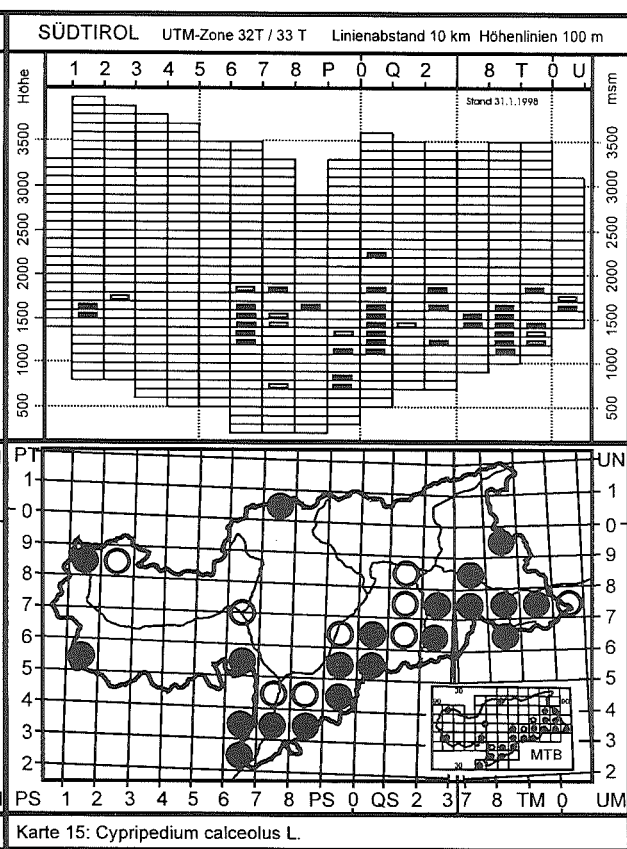 SÜDTIROL UTM-Zone 32T / 33 T Linienabstand 10 km Höhenlinien 100 m
1 2 3 4 5 6 7 8 P 0 Q 2 8 T 0 U
Höhe
msm
Stand 31.1.1998
3500 3500
3000 3000
2500 2500
2000 2000
1500 1500
1000 1000
500 500
PT UN
1 1
0 0
9 9
8 8
7 7
6 6
5 5
4 4
3 3
2 2
MTB
PS 1 2 3 4 5 6 7 8 PS 0 QS 2 3 7 8 TM 0 UM
Karte 15: Cypripedium calceolus L.